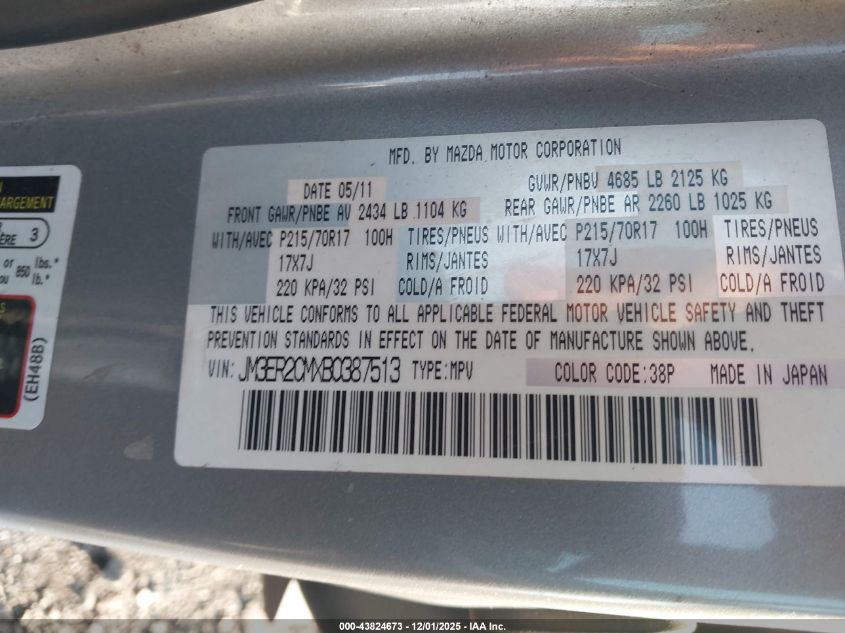 ARGEMENT
ERE 3
or lbs.*
ou 850 lb.*
(EH48B)
MFD. BY MAZDA MOTOR CORPORATION
DATE 05/11 GVWR/PNBV 4685 LB 2125 KG
FRONT GAWR/PNBE AV 2434 LB 1104 KG REAR GAWR/PNBE AR 2260 LB 1025 KG
WITH/AVEC P215/70R17 100H TIRES/PNEUS WITH/AVEC P215/70R17 100H TIRES/PNEUS
17X7J RIMS/JANTES 17X7J RIMS/JANTES
220 KPA/32 PSI COLD/A FROID 220 KPA/32 PSI COLD/A FROID
THIS VEHICLE CONFORMS TO ALL APPLICABLE FEDERAL MOTOR VEHICLE SAFETY AND THEFT
PREVENTION STANDARDS IN EFFECT ON THE DATE OF MANUFACTURE SHOWN ABOVE.
VIN: JM3ER2CMXB0387513 TYPE:MPV COLOR CODE:38P MADE IN JAPAN
000-43824673 - 12/01/2025 - IAA Inc.